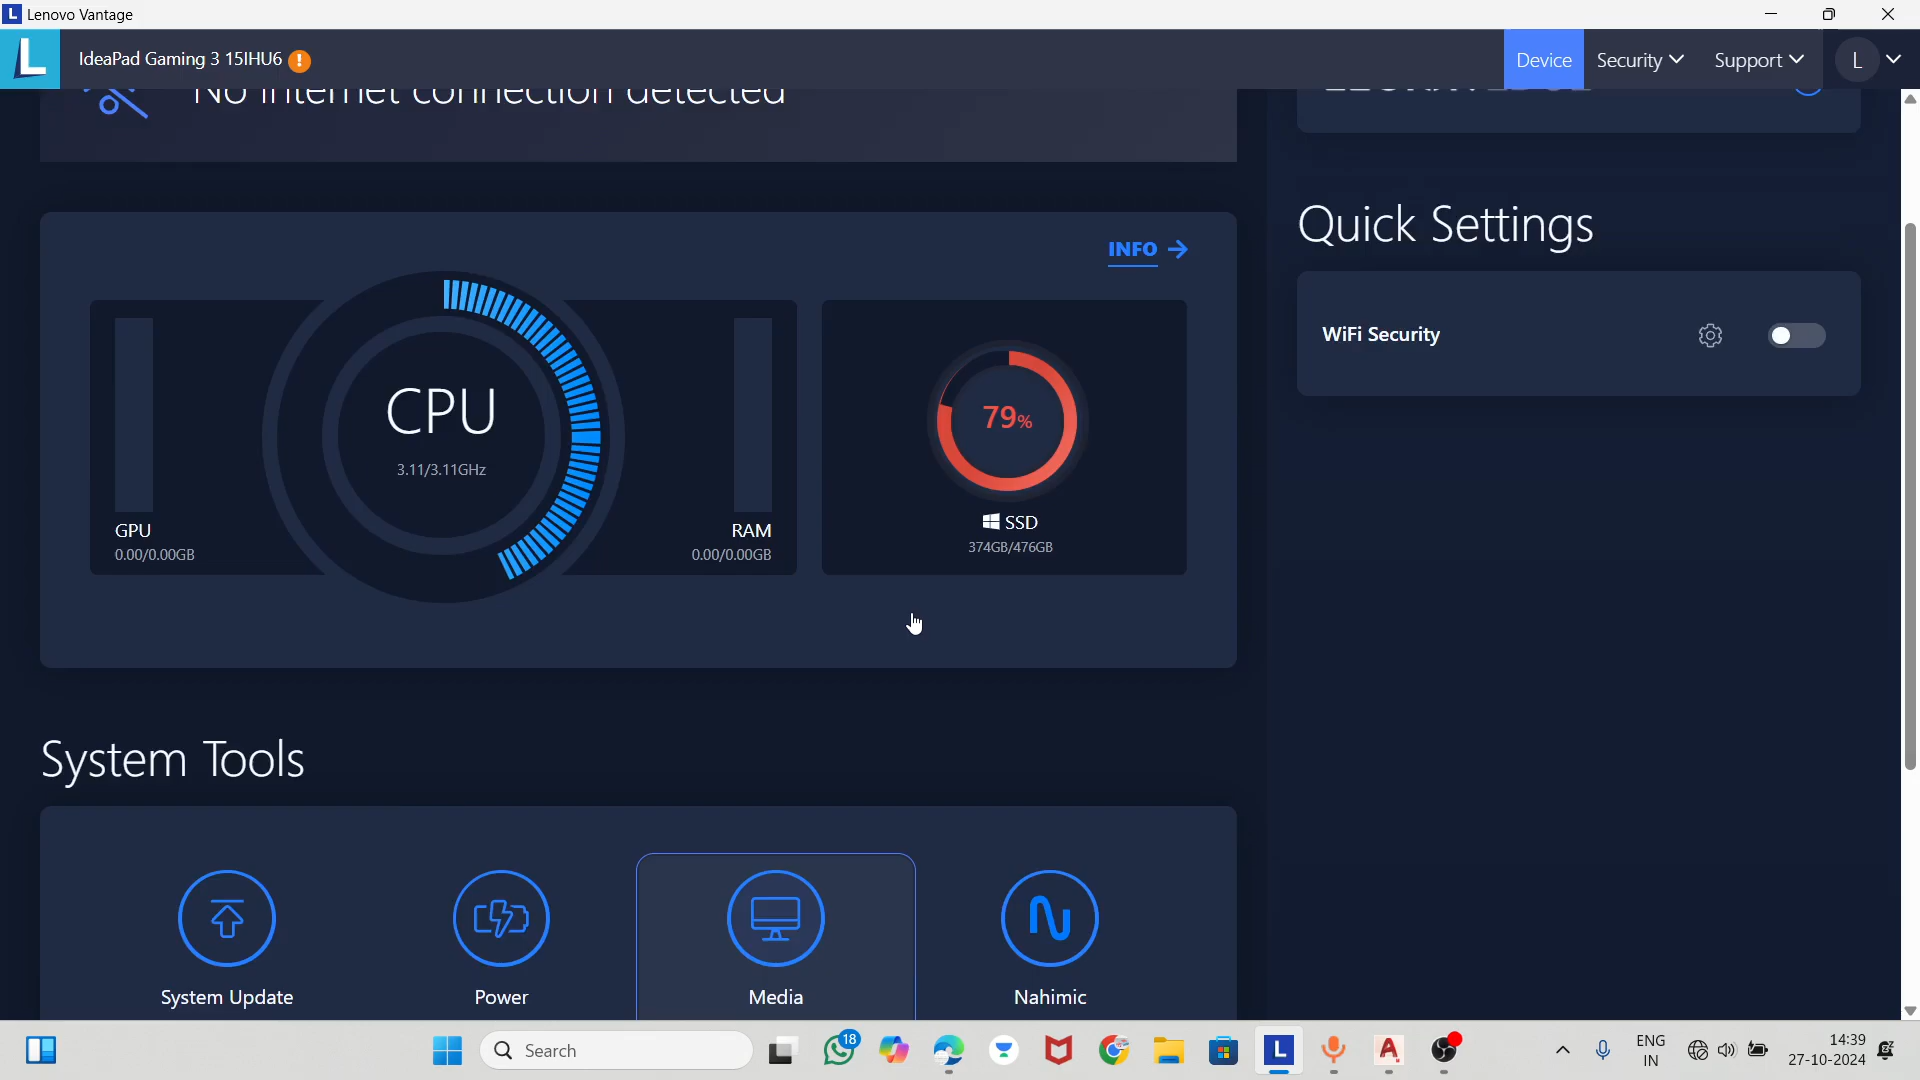 Lenovo Vantage
IdeaPad Gaming 3 15IHU6
Device
Security
Support
L
No internet connection detected
INFO
CPU
3.11/3.11GHz
GPU
0.00/0.00GB
RAM
0.00/0.00GB
79%
SSD
374GB/476GB
Quick Settings
WiFi Security
System Tools
System Update
Power
Media
Nahimic
Search
18
ENG
IN
14:39
27-10-2024